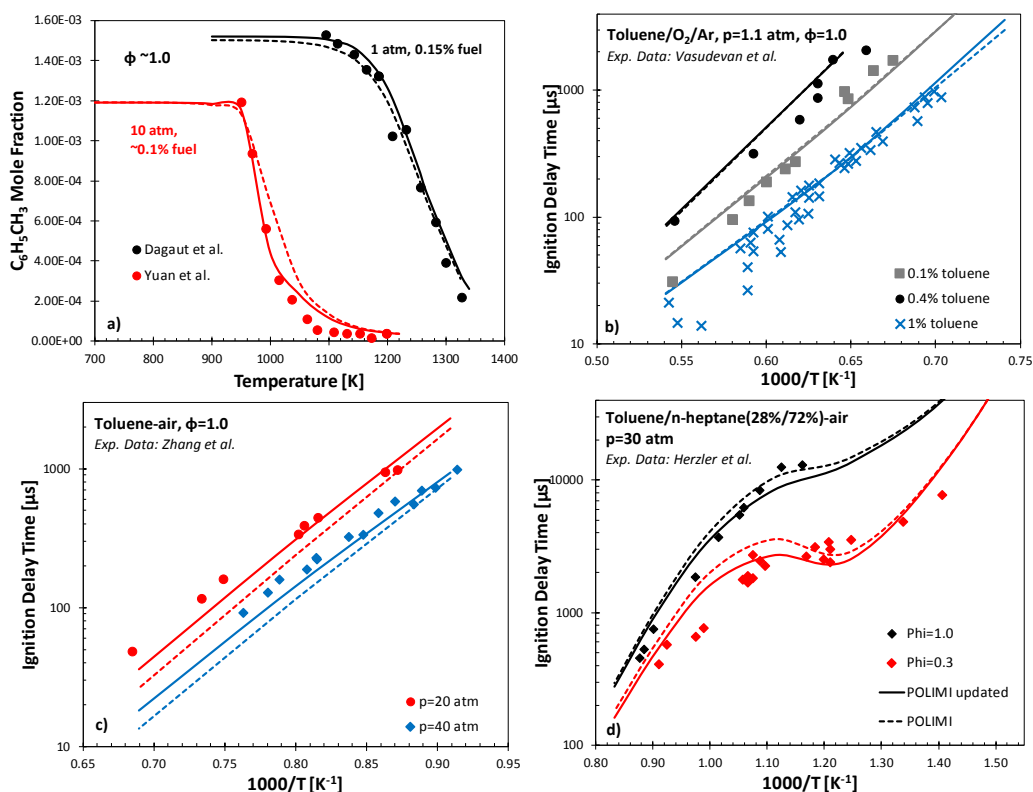 C6H5CH3 Mole Fraction
1.60E-03
1.40E-03
1.20E-03
1.00E-03
8.00E-04
6.00E-04
4.00E-04
2.00E-04
0.00E+00
ϕ ~1.0
1 atm, 0.15% fuel
10 atm,
~0.1% fuel
Dagaut et al.
Yuan et al.
a)
700 800 900 1000 1100 1200 1300 1400
Temperature [K]
Ignition Delay Time [µs]
1000
100
10
Toluene/O2/Ar, p=1.1 atm, ϕ=1.0
Exp. Data: Vasudevan et al.
0.1% toluene
0.4% toluene
1% toluene
b)
0.50 0.55 0.60 0.65 0.70 0.75
1000/T [K-1]
Ignition Delay Time [µs]
1000
100
10
Toluene-air, ϕ=1.0
Exp. Data: Zhang et al.
p=20 atm
p=40 atm
c)
0.65 0.70 0.75 0.80 0.85 0.90 0.95
1000/T [K-1]
Ignition Delay Time [µs]
10000
1000
100
Toluene/n-heptane(28%/72%)-air
p=30 atm
Exp. Data: Herzler et al.
Phi=1.0
Phi=0.3
POLIMI updated
POLIMI
d)
0.80 0.90 1.00 1.10 1.20 1.30 1.40 1.50
1000/T [K-1]